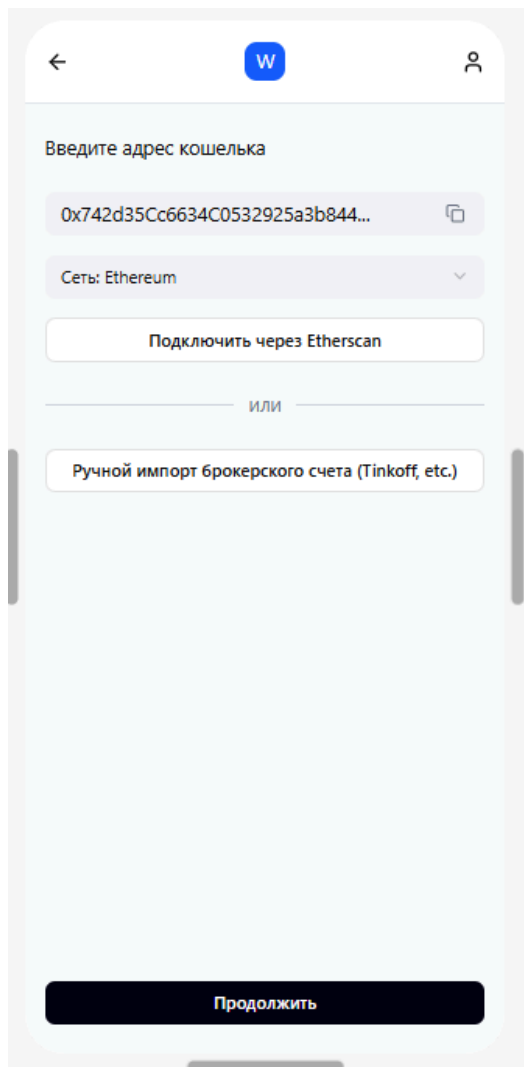 W
Введите адрес кошелька
0x742d35Cc6634C0532925a3b844...
Сеть: Ethereum
Подключить через Etherscan
или
Ручной импорт брокерского счета (Tinkoff, etc.)
Продолжить